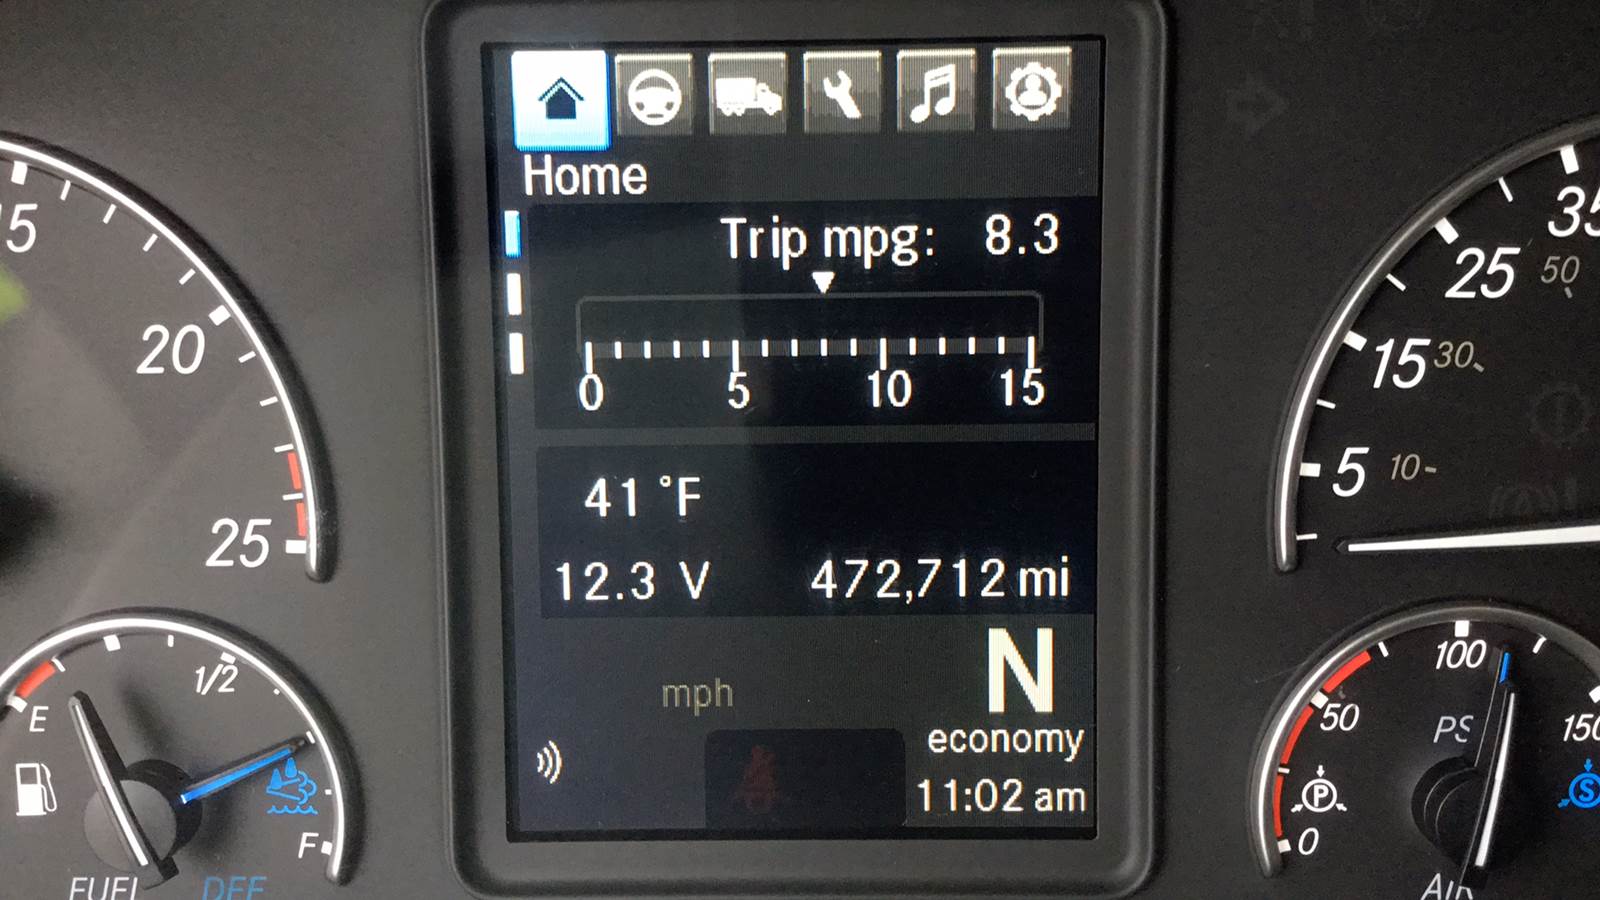 Home
Trip mpg: 8.3
0 5 10 15
41 °F
12.3 V 472,712 mi
N
mph
economy
11:02 am
20
25
1/2
E
F
FUEL DEF
35
25 50
15 30
5 10
100
50
150
PSI
P
S
0
AIR